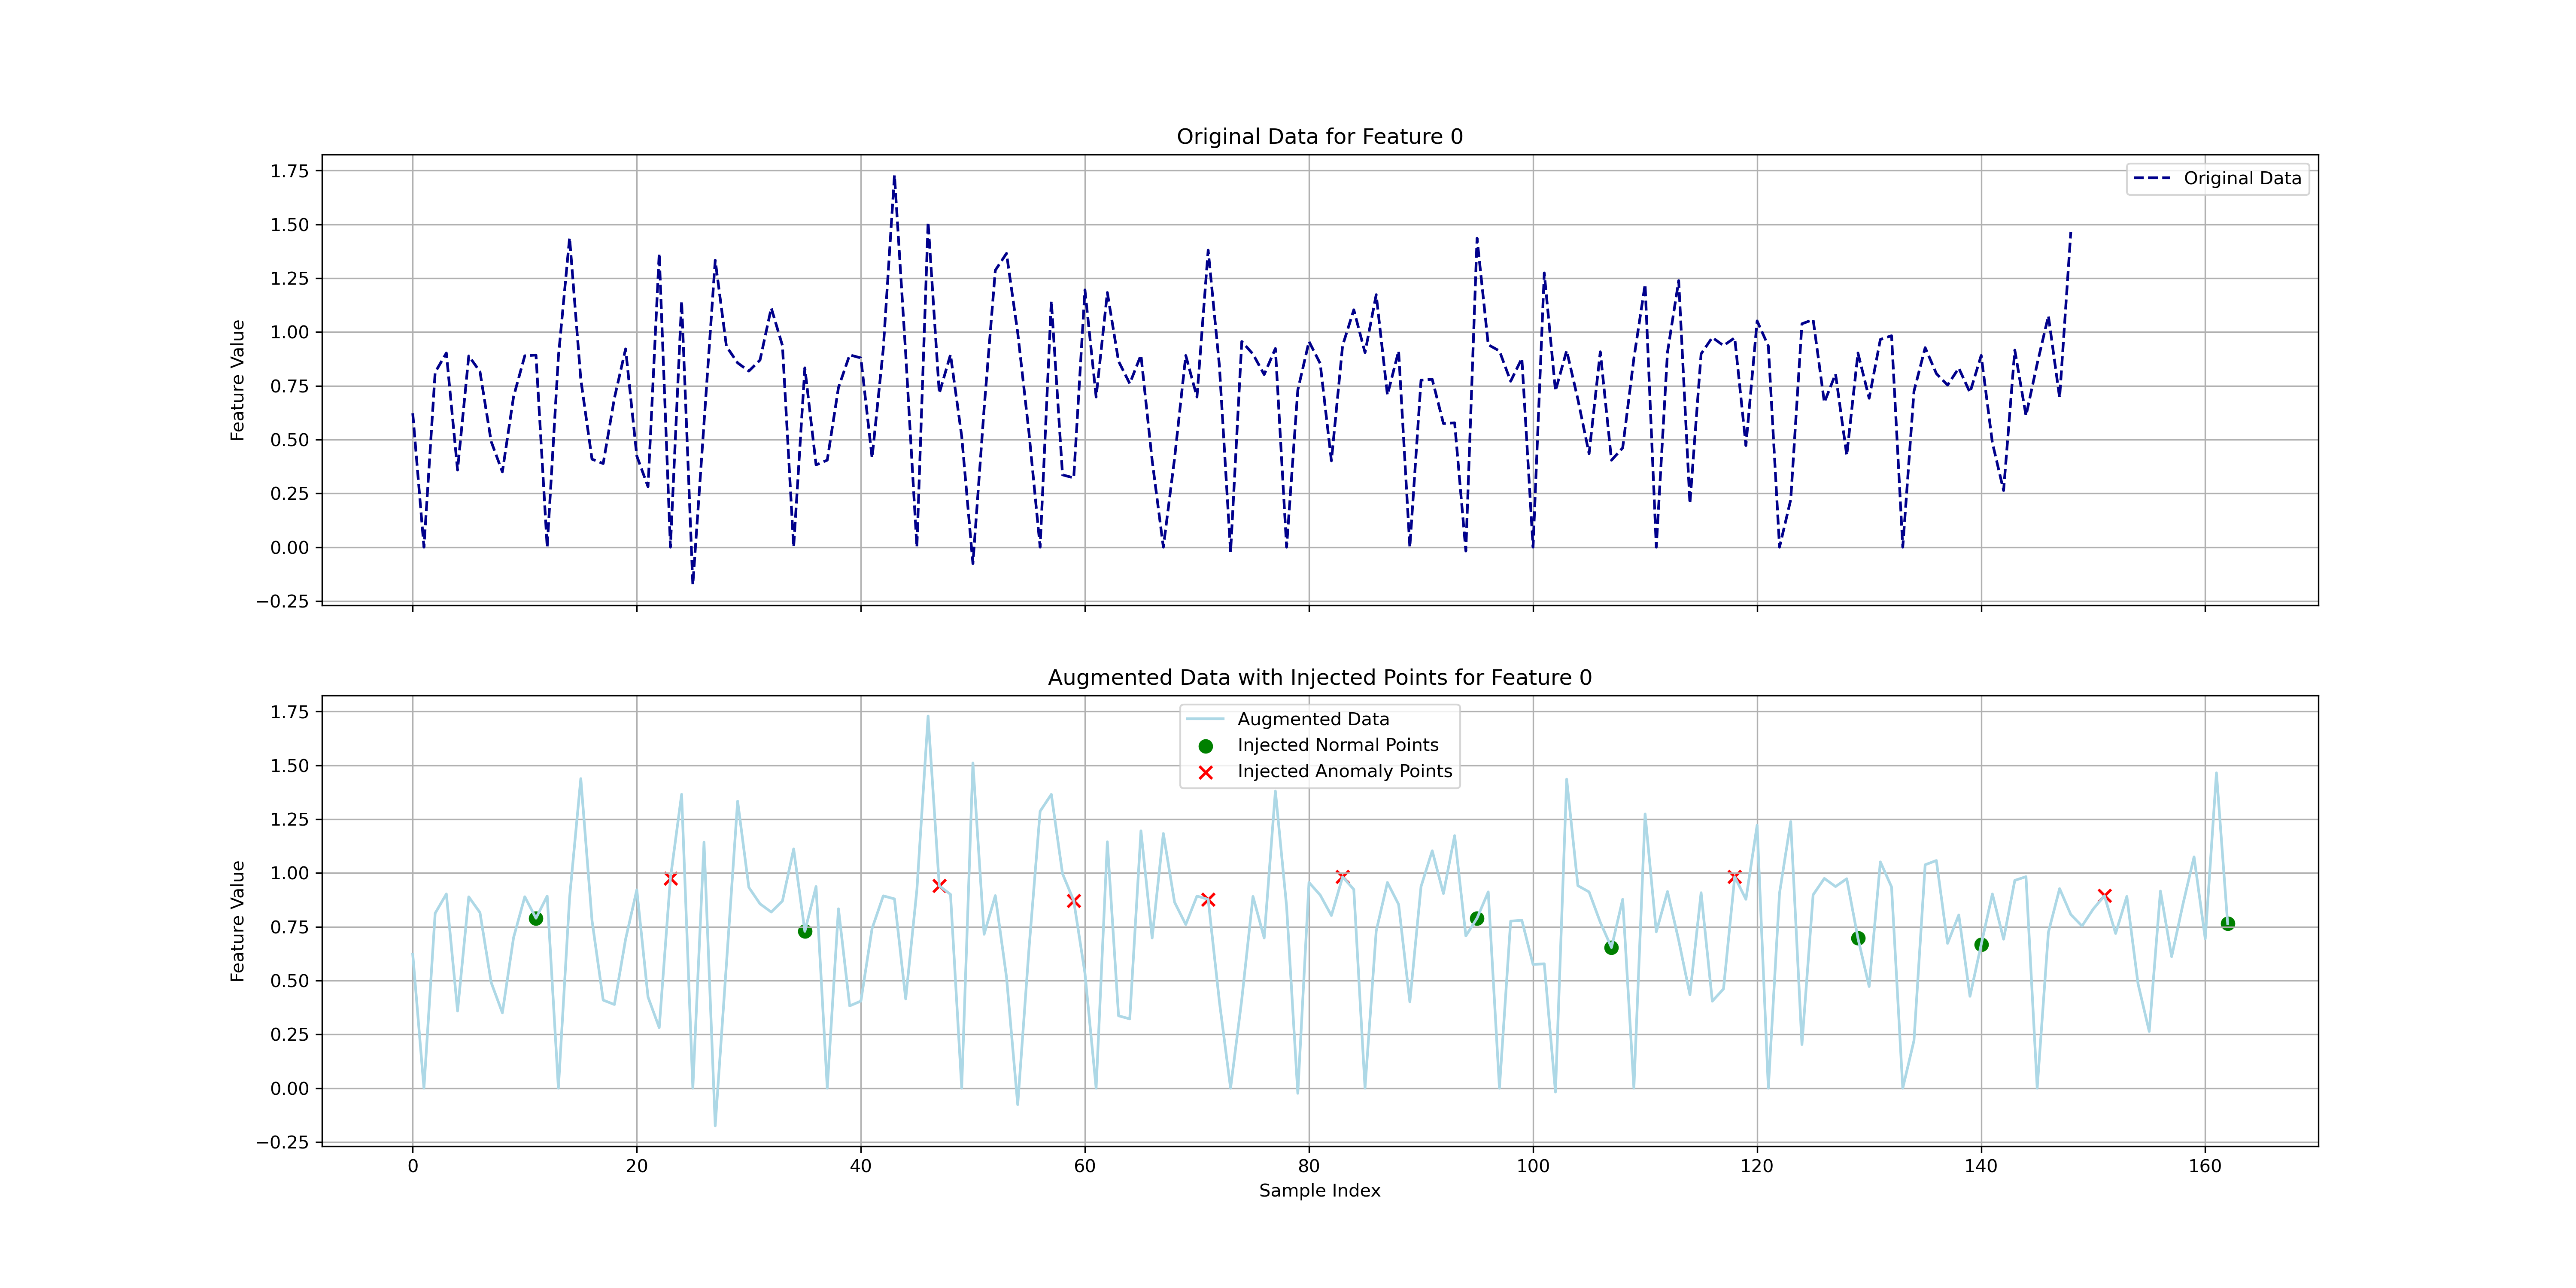 Original Data for Feature 0
1.75
1.50
1.25
1.00
0.75
0.50
0.25
0.00
−0.25
Feature Value
Original Data
Augmented Data with Injected Points for Feature 0
1.75
1.50
1.25
1.00
0.75
0.50
0.25
0.00
−0.25
Feature Value
Augmented Data
Injected Normal Points
Injected Anomaly Points
0 20 40 60 80 100 120 140 160
Sample Index